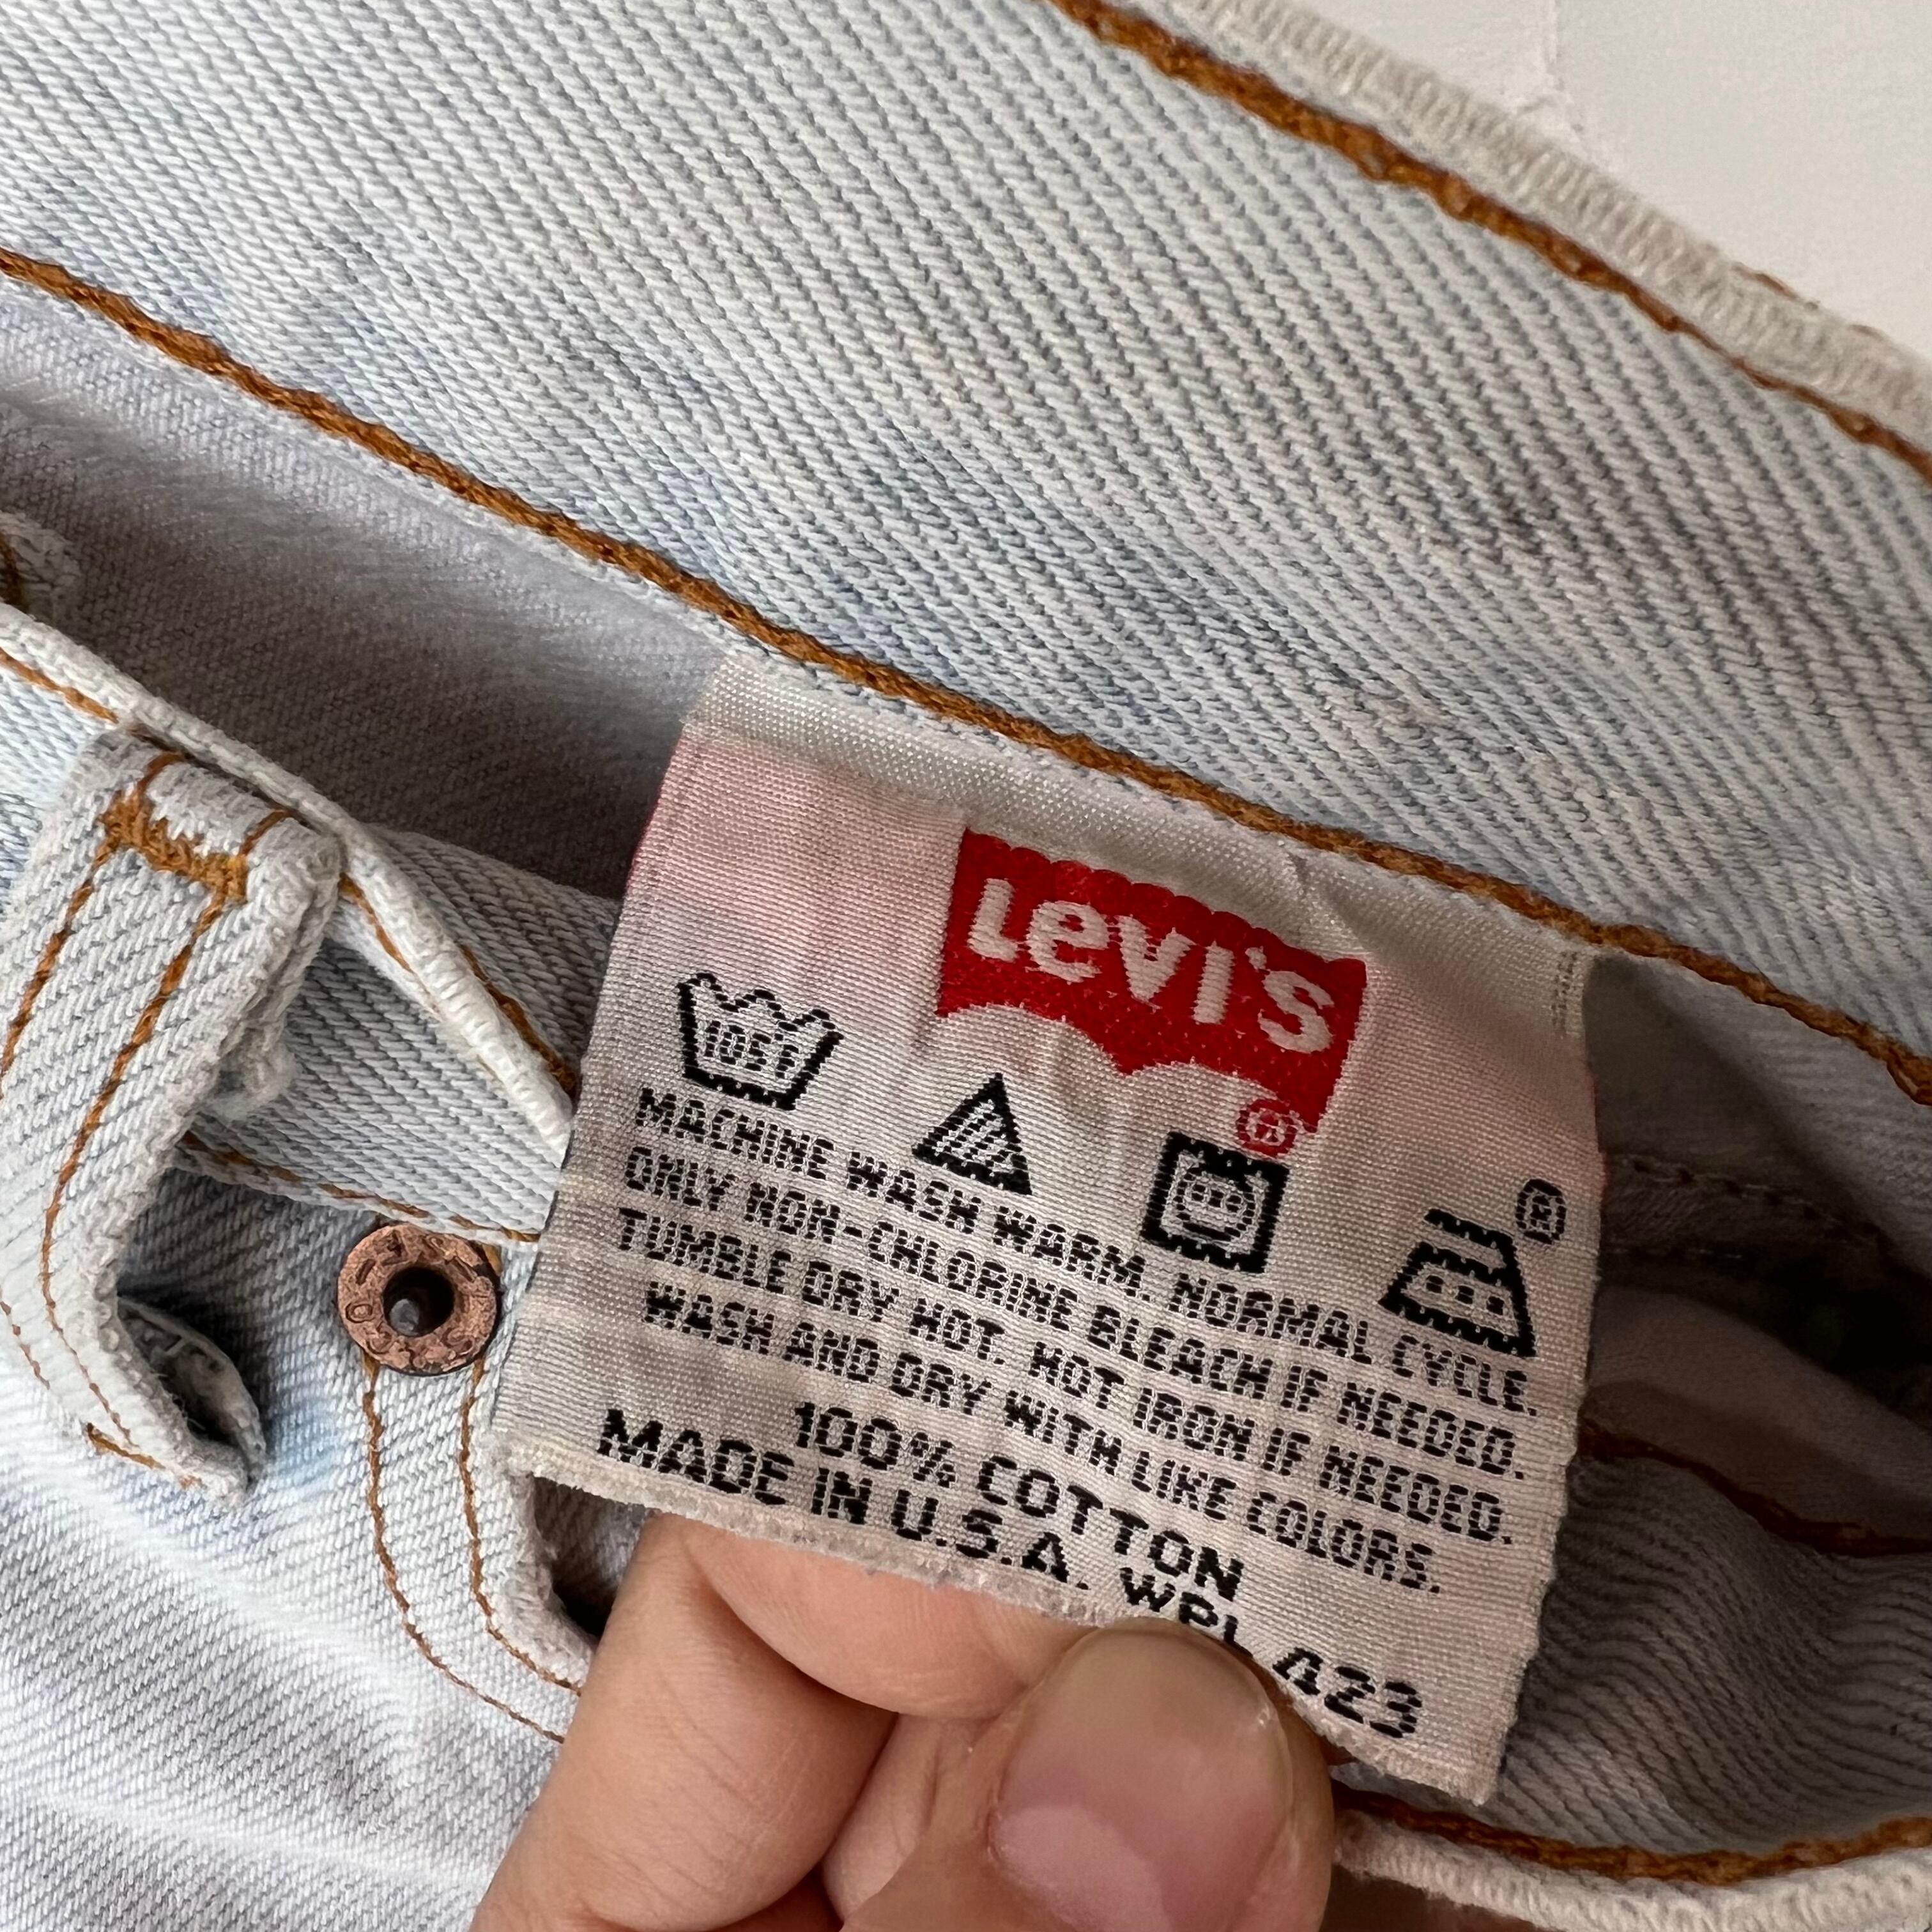 Levi's
®
105F
®
MACHINE WASH WARM. NORMAL CYCLE.
ONLY NON-CHLORINE BLEACH IF NEEDED.
TUMBLE DRY HOT. HOT IRON IF NEEDED.
WASH AND DRY WITH LIKE COLORS.
100% COTTON
MADE IN U.S.A. WPL 423